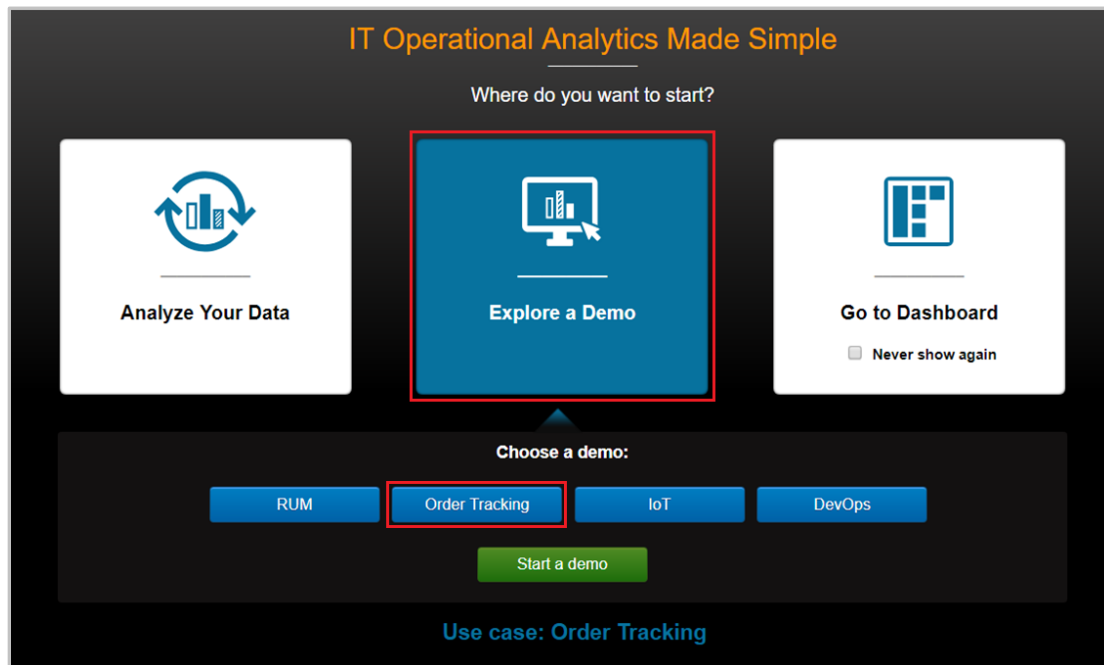 IT Operational Analytics Made Simple
Where do you want to start?
Analyze Your Data
Explore a Demo
Go to Dashboard
Never show again
Choose a demo:
RUM
Order Tracking
IoT
DevOps
Start a demo
Use case: Order Tracking